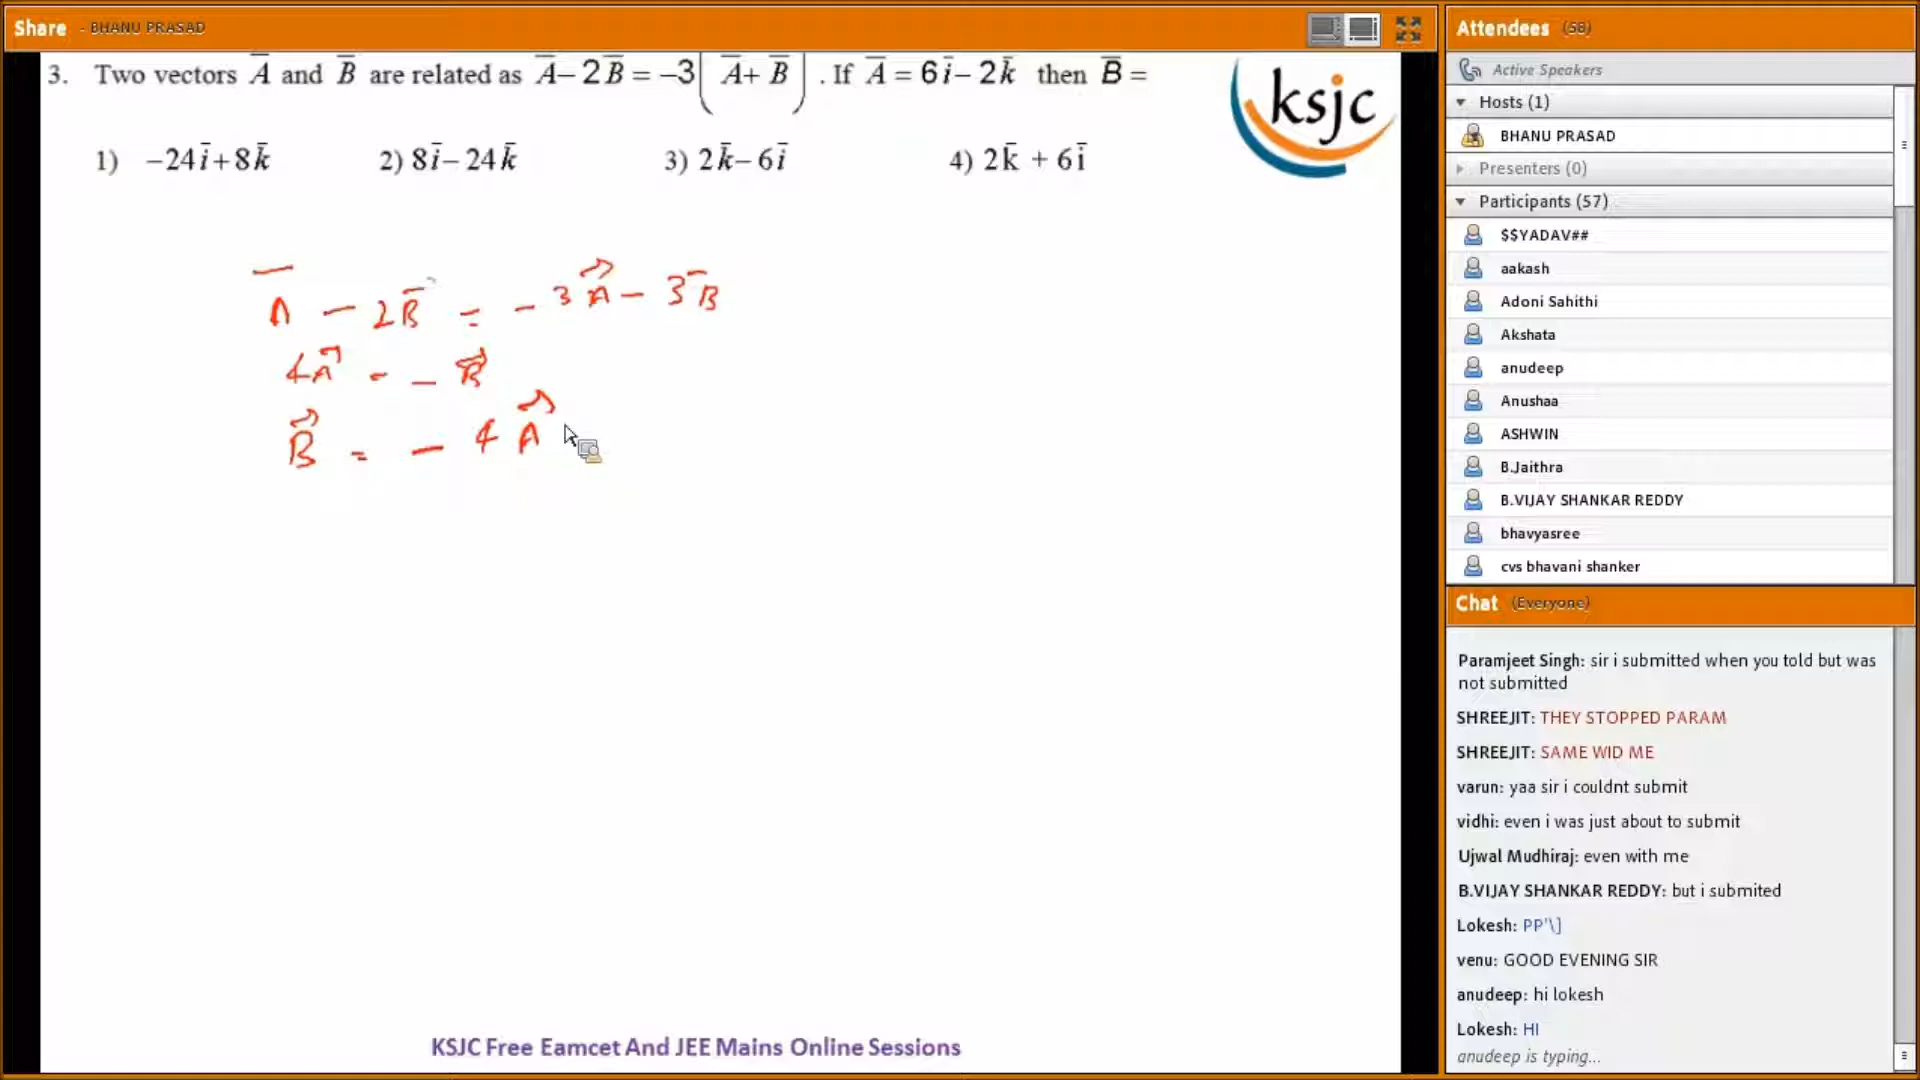 Share - BHANU PRASAD
3. Two vectors A̅ and B̅ are related as A̅ – 2B̅ = –3( A̅ + B̅ ) . If A̅ = 6i̅ – 2k̅ then B̅ =
ksjc
1) –24i̅ + 8k̅ 2) 8i̅ – 24k̅ 3) 2k̅ – 6i̅ 4) 2k̅ + 6i̅
A̅ – 2B̅ = – 3A⃗ – 3B̅
4A⃗ = – B⃗
B⃗ = – 4A⃗
KSJC Free Eamcet And JEE Mains Online Sessions
Attendees (58)
Active Speakers
Hosts (1)
BHANU PRASAD
Presenters (0)
Participants (57)
$$YADAV##
aakash
Adoni Sahithi
Akshata
anudeep
Anushaa
ASHWIN
B.Jaithra
B.VIJAY SHANKAR REDDY
bhavyasree
cvs bhavani shanker
Chat (Everyone)
Paramjeet Singh: sir i submitted when you told but was
not submitted
SHREEJIT: THEY STOPPED PARAM
SHREEJIT: SAME WID ME
varun: yaa sir i couldnt submit
vidhi: even i was just about to submit
Ujwal Mudhiraj: even with me
B.VIJAY SHANKAR REDDY: but i submited
Lokesh: PP'\]
venu: GOOD EVENING SIR
anudeep: hi lokesh
Lokesh: HI
anudeep is typing...